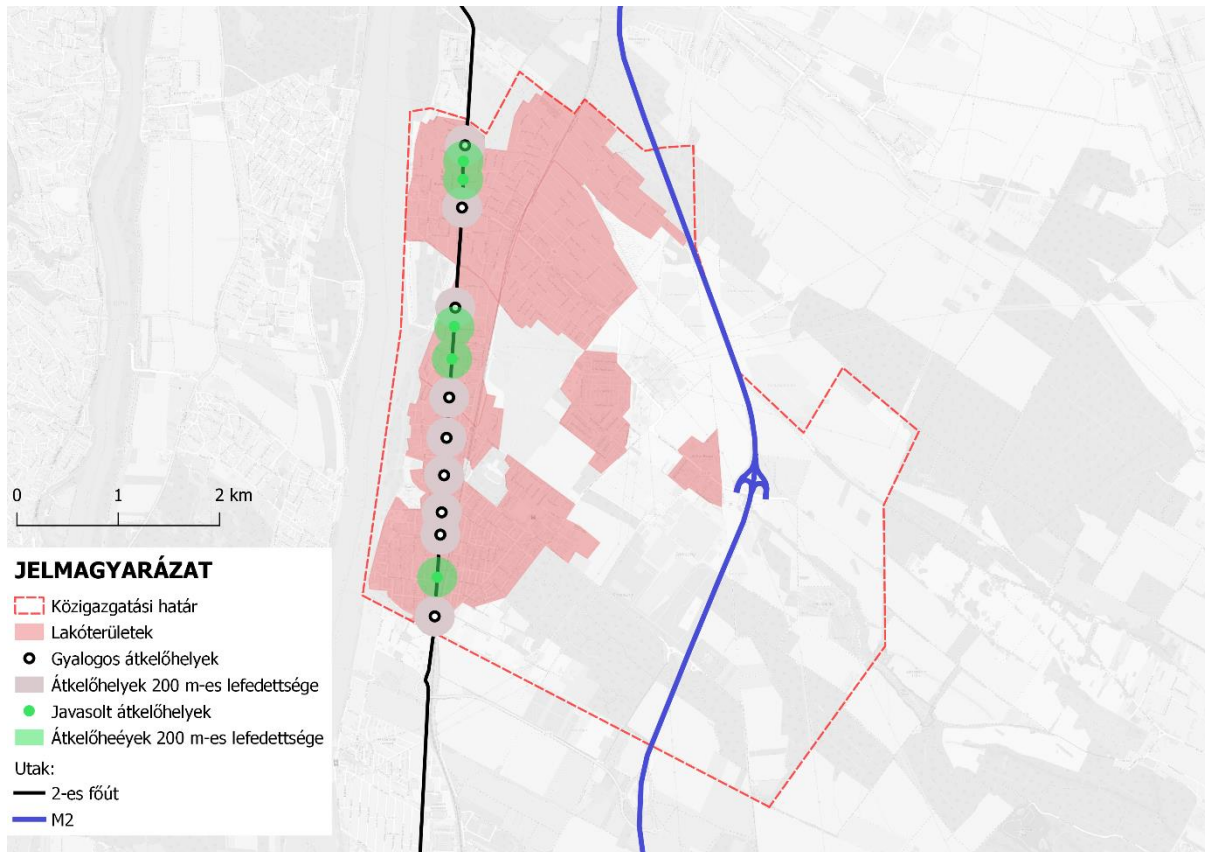 0 1 2 km
JELMAGYARÁZAT
Közigazgatási határ
Lakóterületek
Gyalogos átkelőhelyek
Átkelőhelyek 200 m-es lefedettsége
Javasolt átkelőhelyek
Átkelőheéyek 200 m-es lefedettsége
Utak:
2-es főút
M2